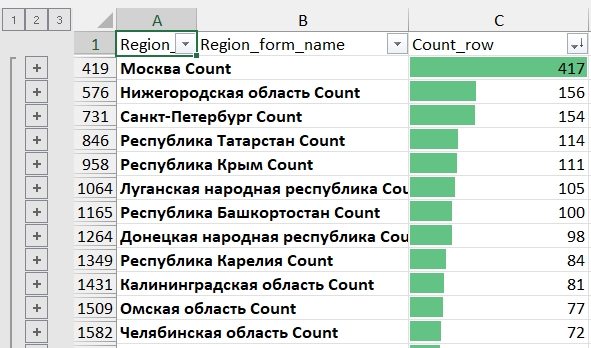 1 2 3
A B C
1 Region_ Region_form_name Count_row
419 Москва Count 417
576 Нижегородская область Count 156
731 Санкт-Петербург Count 154
846 Республика Татарстан Count 114
958 Республика Крым Count 111
1064 Луганская народная республика Cou 105
1165 Республика Башкортостан Count 100
1264 Донецкая народная республика Cou 98
1349 Республика Карелия Count 84
1431 Калининградская область Count 81
1509 Омская область Count 77
1582 Челябинская область Count 72